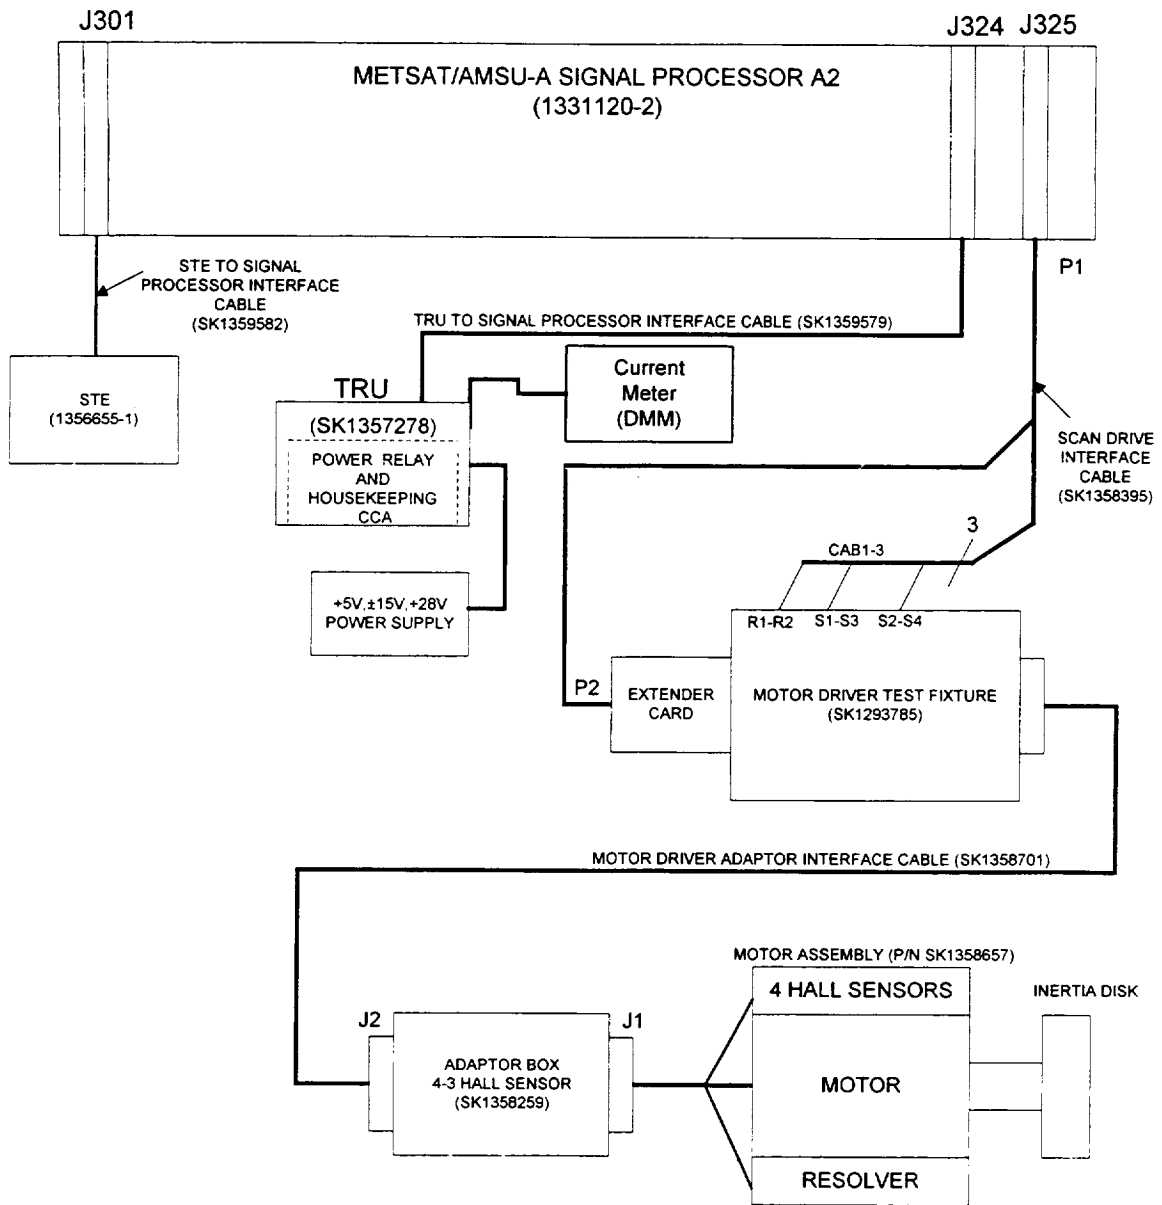 J301
J324
J325
METSAT/AMSU-A SIGNAL PROCESSOR A2
(1331120-2)
P1
STE TO SIGNAL
PROCESSOR INTERFACE
CABLE
(SK1359582)
TRU TO SIGNAL PROCESSOR INTERFACE CABLE (SK1359579)
STE
(1356655-1)
TRU
(SK1357278)
POWER RELAY
AND
HOUSEKEEPING
CCA
Current
Meter
(DMM)
SCAN DRIVE
INTERFACE
CABLE
(SK1358395)
3
CAB1-3
+5V,±15V,+28V
POWER SUPPLY
R1-R2
S1-S3
S2-S4
P2
EXTENDER
CARD
MOTOR DRIVER TEST FIXTURE
(SK1293785)
MOTOR DRIVER ADAPTOR INTERFACE CABLE (SK1358701)
MOTOR ASSEMBLY (P/N SK1358657)
4 HALL SENSORS
INERTIA DISK
J2
J1
ADAPTOR BOX
4-3 HALL SENSOR
(SK1358259)
MOTOR
RESOLVER